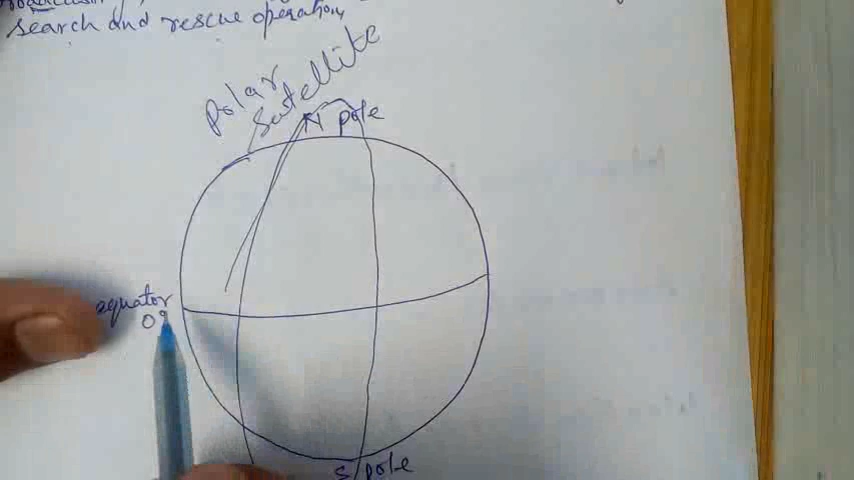 search and rescue operation,
polar
satellite
N pole
equator
0°
S pole